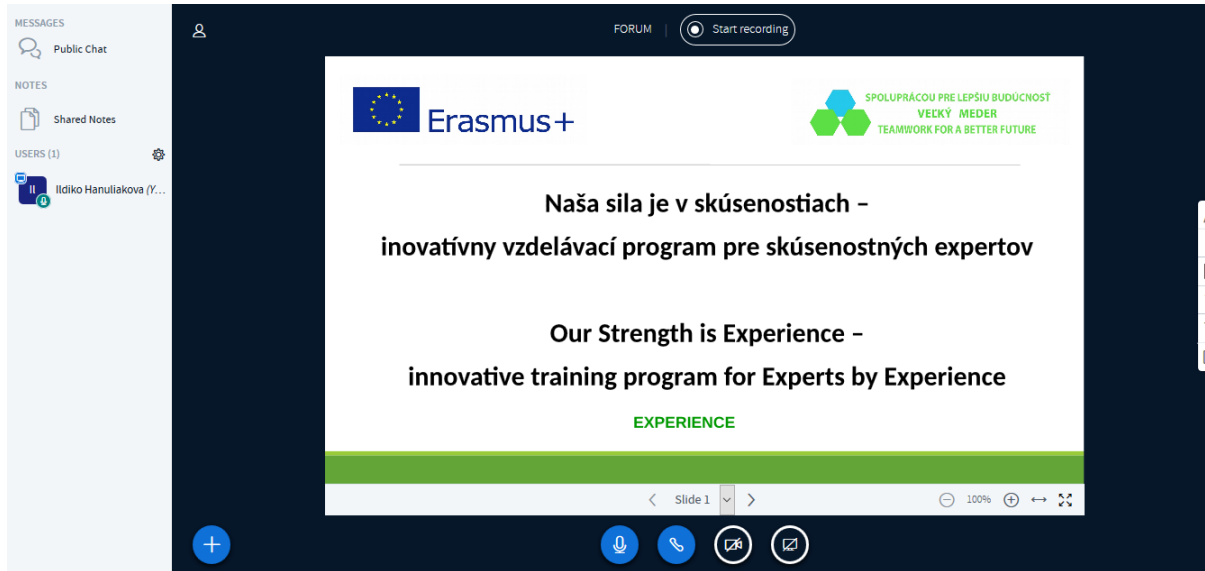 MESSAGES
Public Chat
NOTES
Shared Notes
USERS (1)
II
Ildiko Hanuliakova (Y...
FORUM
Start recording
Erasmus+
SPOLUPRÁCOU PRE LEPŠIU BUDÚCNOSŤ
VEĽKÝ MEDER
TEAMWORK FOR A BETTER FUTURE
Naša sila je v skúsenostiach –
inovatívny vzdelávací program pre skúsenostných expertov
Our Strength is Experience –
innovative training program for Experts by Experience
EXPERIENCE
Slide 1
100%